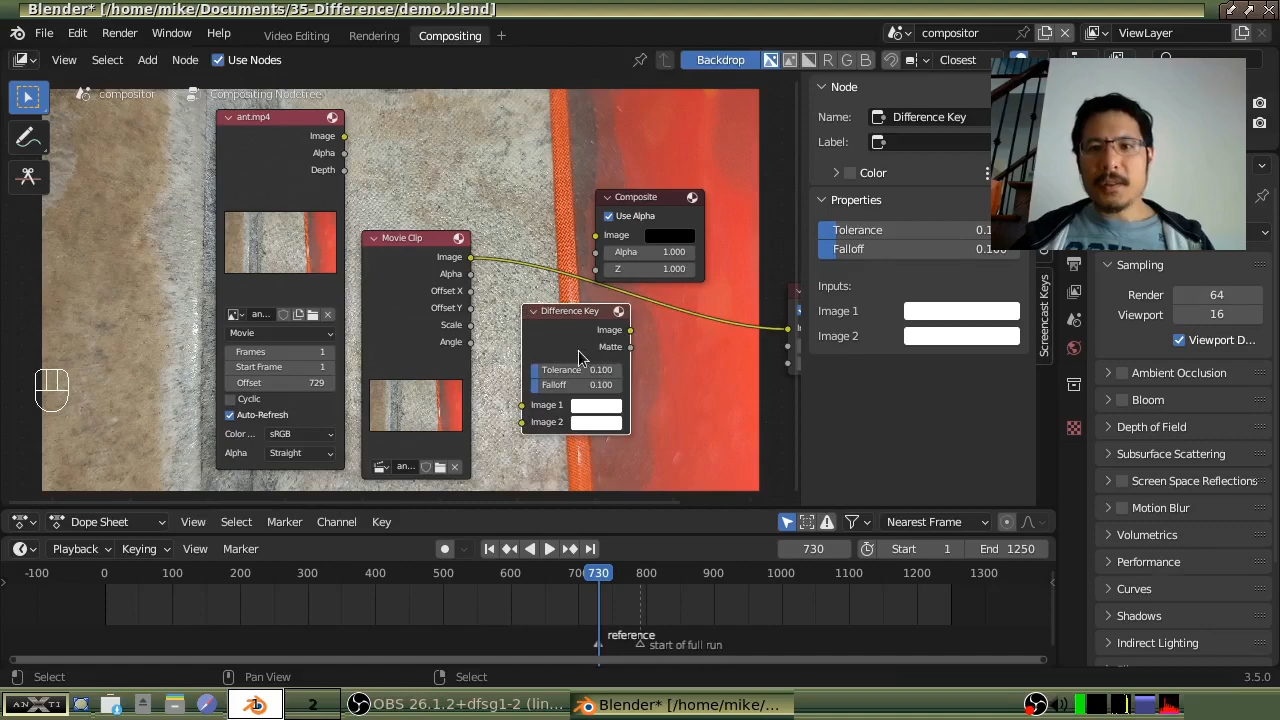 Blender* [/home/mike/Documents/35-Difference/demo.blend]
File Edit Render Window Help Video Editing Rendering Compositing + compositor ViewLayer
View Select Add Node Use Nodes Backdrop R G B Closest
compositor Compositing Nodetree
ant.mp4
Image
Alpha
Depth
an...
Movie
Frames 1
Start Frame 1
Offset 729
Cyclic
Auto-Refresh
Color ... sRGB
Alpha Straight
Movie Clip
Image
Alpha
Offset X
Offset Y
Scale
Angle
an...
Composite
Use Alpha
Image
Alpha 1.000
Z 1.000
Difference Key
Image
Matte
Tolerance 0.100
Falloff 0.100
Image 1
Image 2
Node
Name: Difference Key
Label:
Color
Properties
Tolerance
Falloff
Inputs:
Image 1
Image 2
Screencast Keys
Sampling
Render 64
Viewport 16
Viewport D...
Ambient Occlusion
Bloom
Depth of Field
Subsurface Scattering
Screen Space Reflections
Motion Blur
Volumetrics
Performance
Curves
Shadows
Indirect Lighting
Dope Sheet View Select Marker Channel Key Nearest Frame
Playback Keying View Marker 730 Start 1 End 1250
-100 0 100 200 300 400 500 600 730 800 900 1000 1100 1200 1300
reference
start of full run
Select Pan View Select 3.5.0
ANXTI 1 2 OBS 26.1.2+dfsg1-2 (lin... Blender* [/home/mike/...